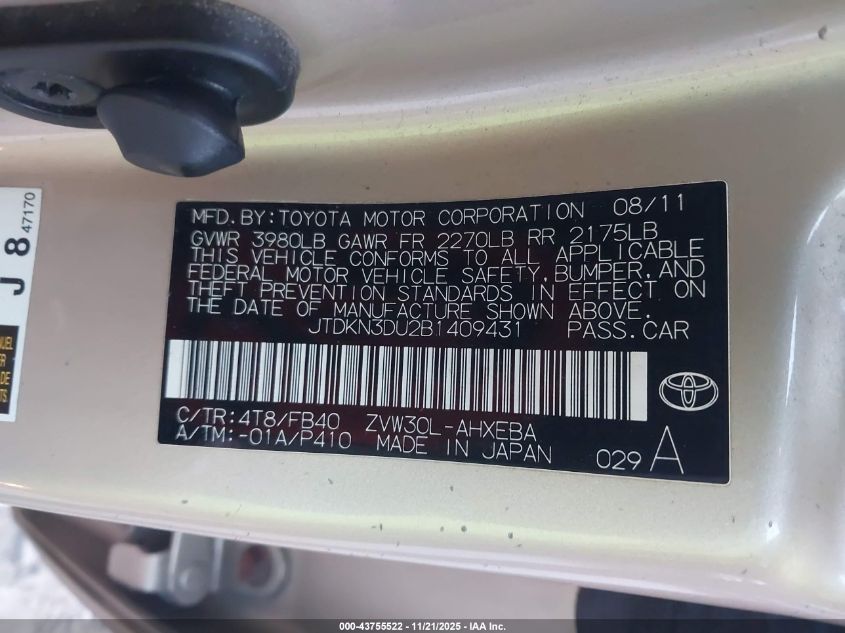 MFD. BY: TOYOTA MOTOR CORPORATION 08/11
GVWR 3980LB GAWR FR 2270LB RR 2175LB
THIS VEHICLE CONFORMS TO ALL APPLICABLE
FEDERAL MOTOR VEHICLE SAFETY, BUMPER, AND
THEFT PREVENTION STANDARDS IN EFFECT ON
THE DATE OF MANUFACTURE SHOWN ABOVE.
JTDKN3DU2B1409431 PASS. CAR
C/TR: 4T8/FB40 ZVW30L-AHXEBA
A/TM: -01A/P410 MADE IN JAPAN
029 A
J 8 47170
000-43755522 - 11/21/2025 - IAA Inc.